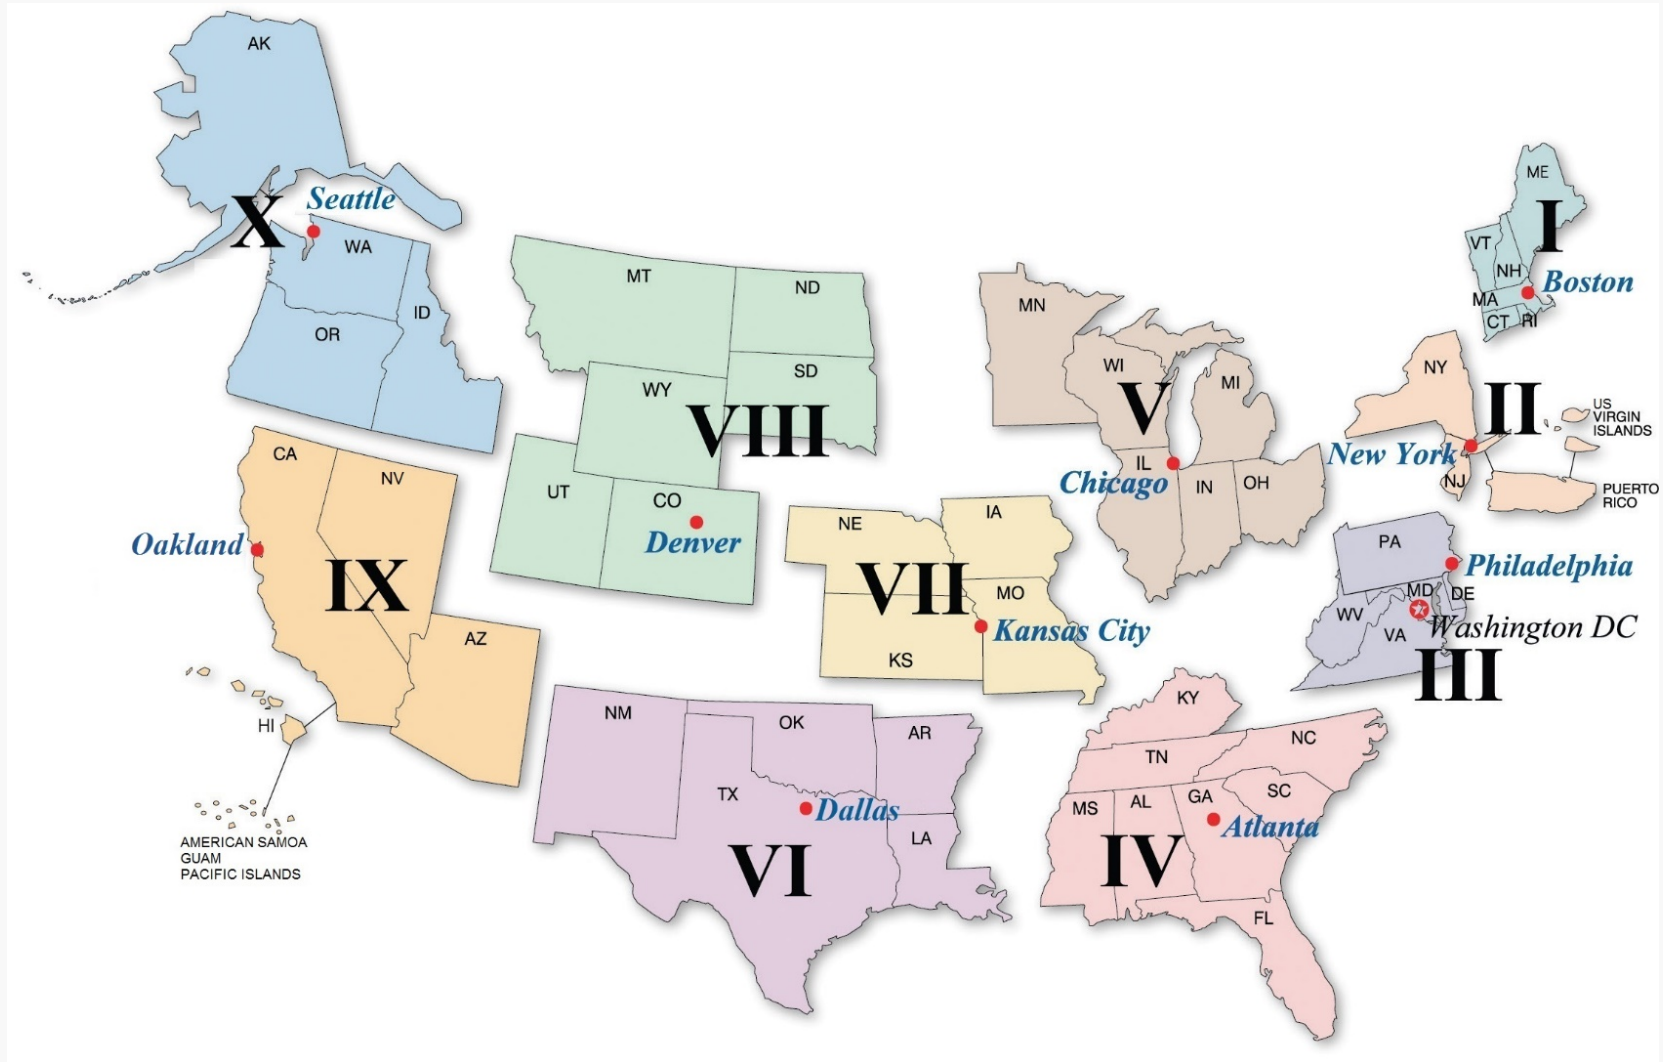 AK
X
Seattle
WA
OR
ID
MT
ND
SD
WY
VIII
UT
CO
Denver
CA
NV
Oakland
IX
AZ
HI
AMERICAN SAMOA
GUAM
PACIFIC ISLANDS
NE
IA
VII
MO
Kansas City
KS
NM
OK
AR
TX
Dallas
LA
VI
MN
WI
MI
V
IL
Chicago
IN
OH
ME
I
VT
NH
Boston
MA
CT
RI
NY
II
US
VIRGIN
ISLANDS
New York
NJ
PUERTO
RICO
PA
Philadelphia
MD
DE
WV
VA
Washington DC
III
KY
NC
TN
SC
MS
AL
GA
Atlanta
IV
FL